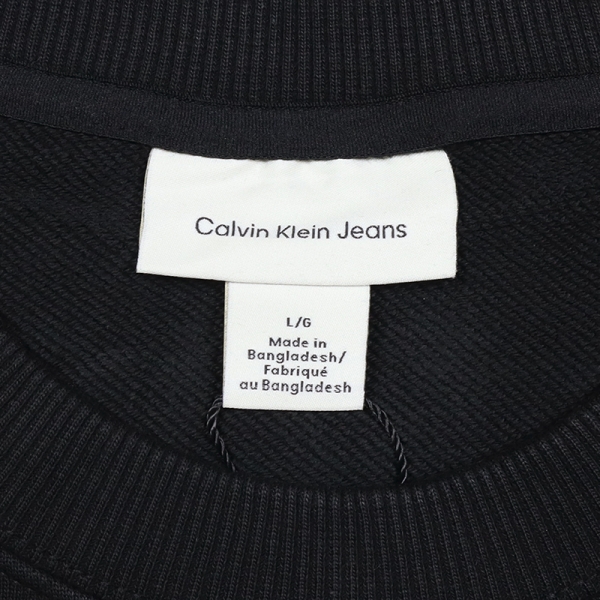 Calvin Klein Jeans
L/G
Made in
Bangladesh/
Fabriqué
au Bangladesh